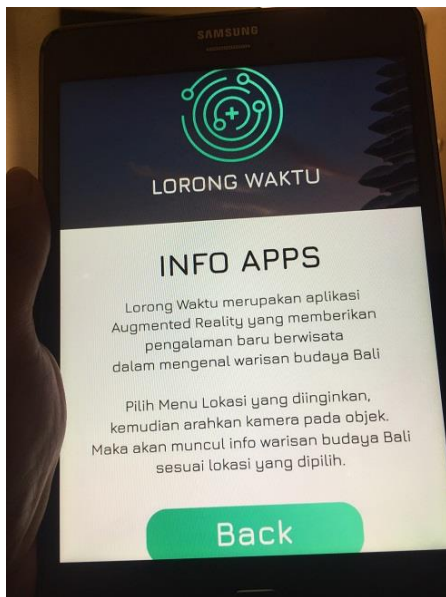 SAMSUNG
LORONG WAKTU
INFO APPS
Lorong Waktu merupakan aplikasi
Augmented Reality yang memberikan
pengalaman baru berwisata
dalam mengenal warisan budaya Bali
Pilih Menu Lokasi yang diinginkan,
kemudian arahkan kamera pada objek.
Maka akan muncul info warisan budaya Bali
sesuai lokasi yang dipilih.
Back